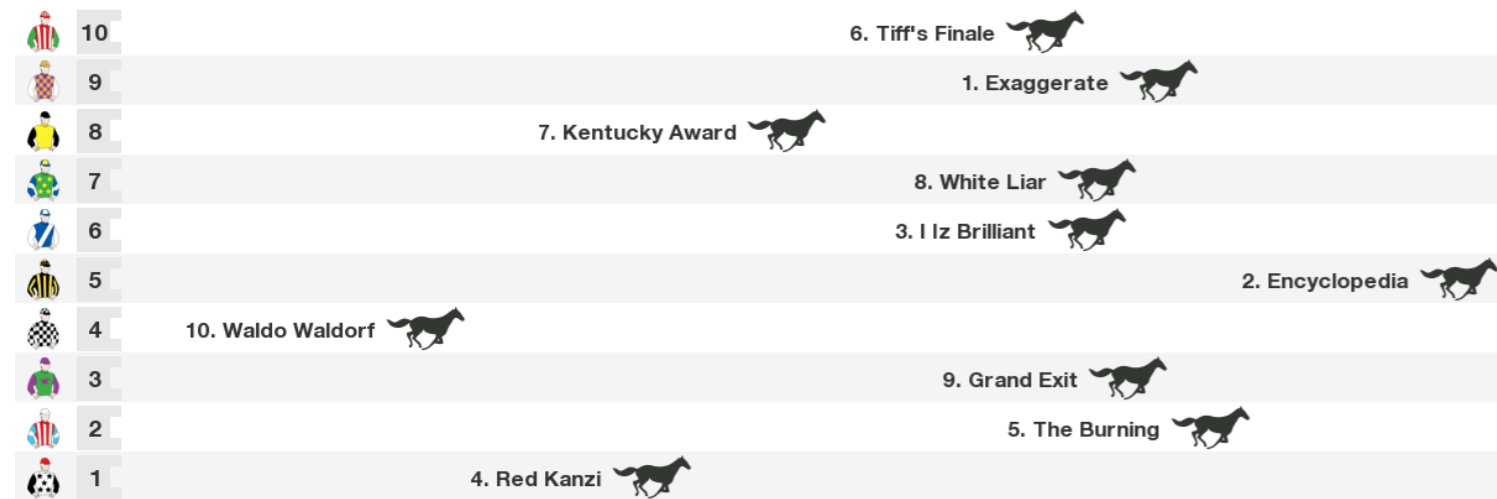 10 6. Tiff's Finale
9 1. Exaggerate
8 7. Kentucky Award
7 8. White Liar
6 3. I Iz Brilliant
5 2. Encyclopedia
4 10. Waldo Waldorf
3 9. Grand Exit
2 5. The Burning
1 4. Red Kanzi